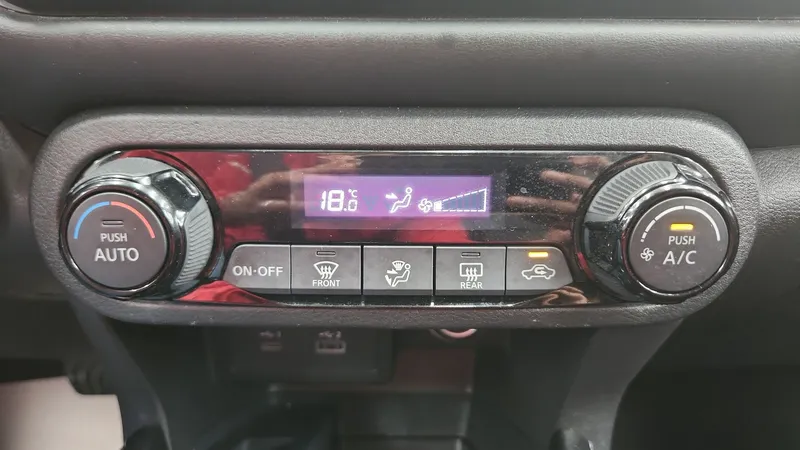 18.0 °C
PUSH
AUTO
ON·OFF
FRONT
REAR
PUSH
A/C